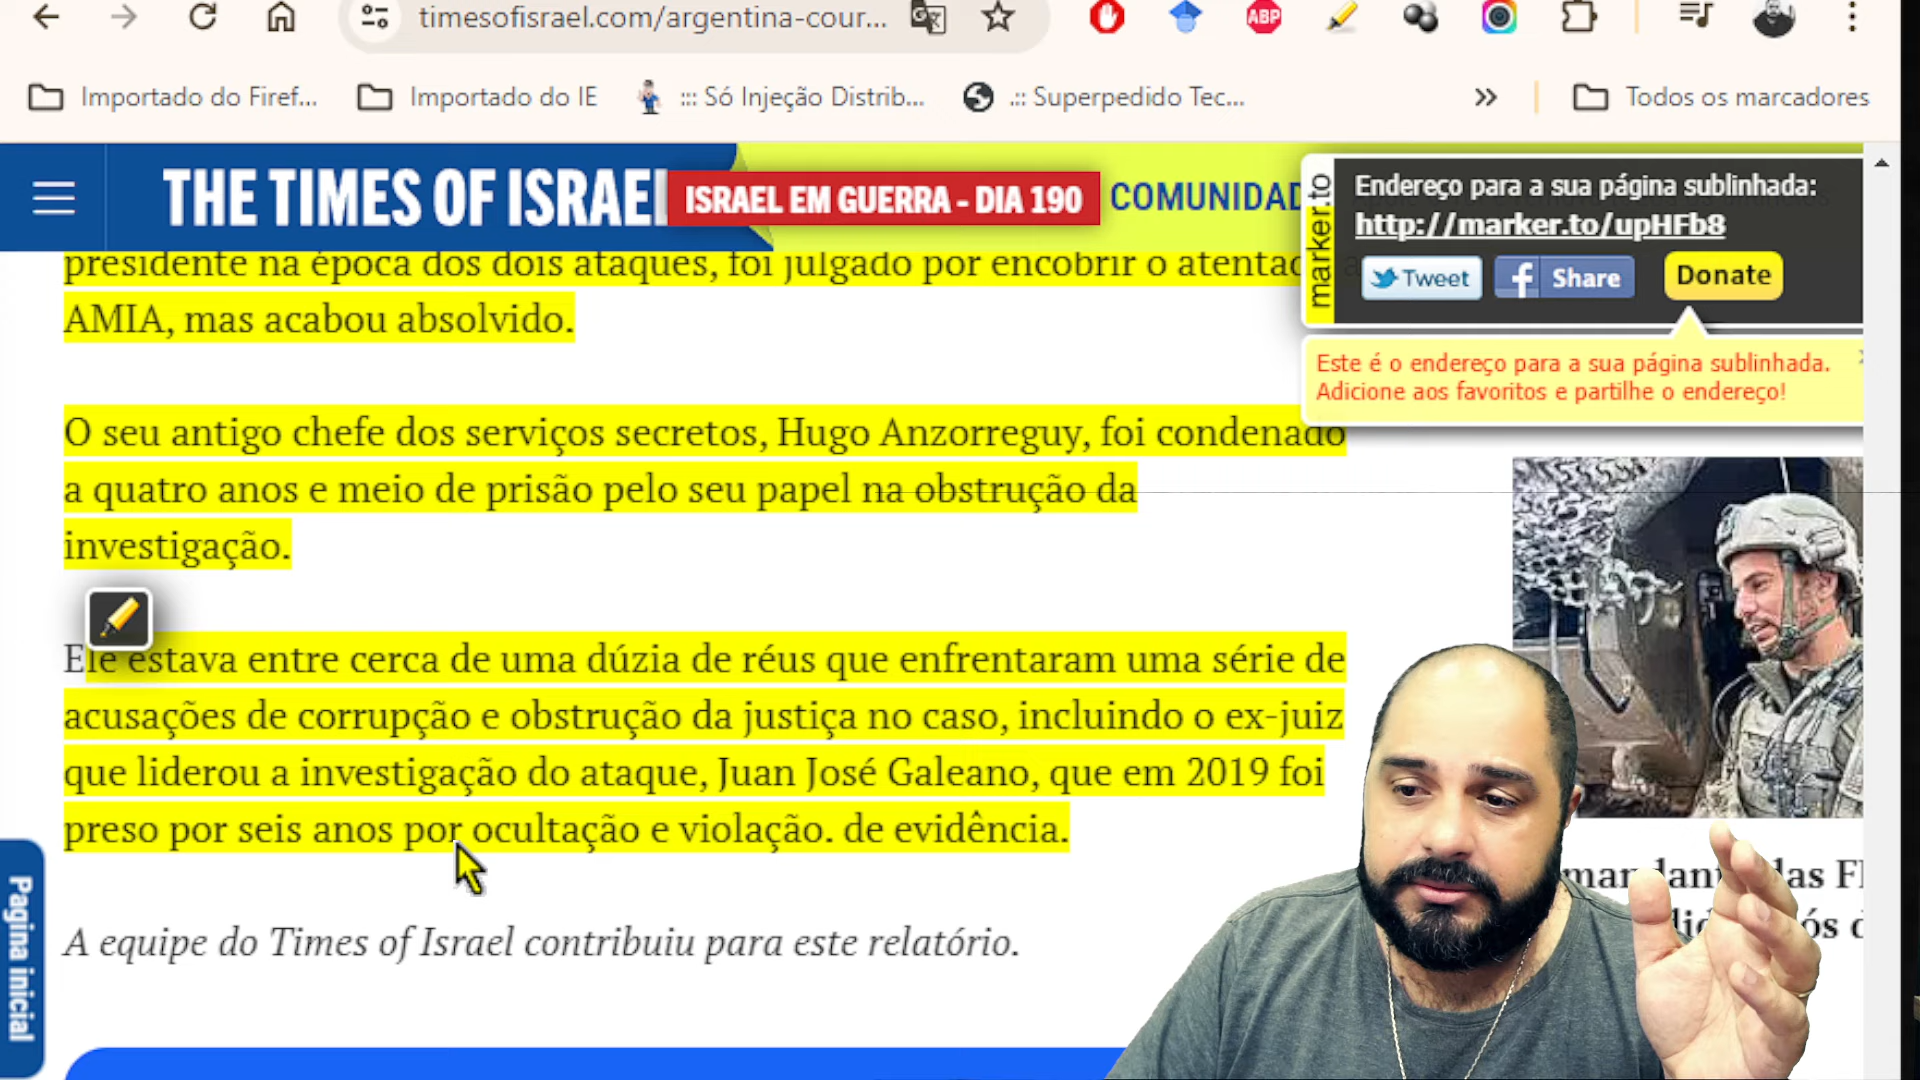 timesofisrael.com/argentina-cour...
ABP
Importado do Firef...
Importado do IE
::: Só Injeção Distrib...
.:: Superpedido Tec...
Todos os marcadores
THE TIMES OF ISRAEL
ISRAEL EM GUERRA - DIA 190
COMUNIDAD
marker.to
Endereço para a sua página sublinhada:
http://marker.to/upHFb8
Tweet
Share
Donate
Este é o endereço para a sua página sublinhada.
Adicione aos favoritos e partilhe o endereço!
presidente na época dos dois ataques, foi julgado por encobrir o
AMIA, mas acabou absolvido.
O seu antigo chefe dos serviços secretos, Hugo Anzorreguy, foi condenado
a quatro anos e meio de prisão pelo seu papel na obstrução da
investigação.
Ele estava entre cerca de uma dúzia de réus que enfrentaram uma série de
acusações de corrupção e obstrução da justiça no caso, incluindo o ex-juiz
que liderou a investigação do ataque, Juan José Galeano, que em 2019 foi
preso por seis anos por ocultação e violação. de evidência.
A equipe do Times of Israel contribuiu para este relatório.
Pagina inicial
das